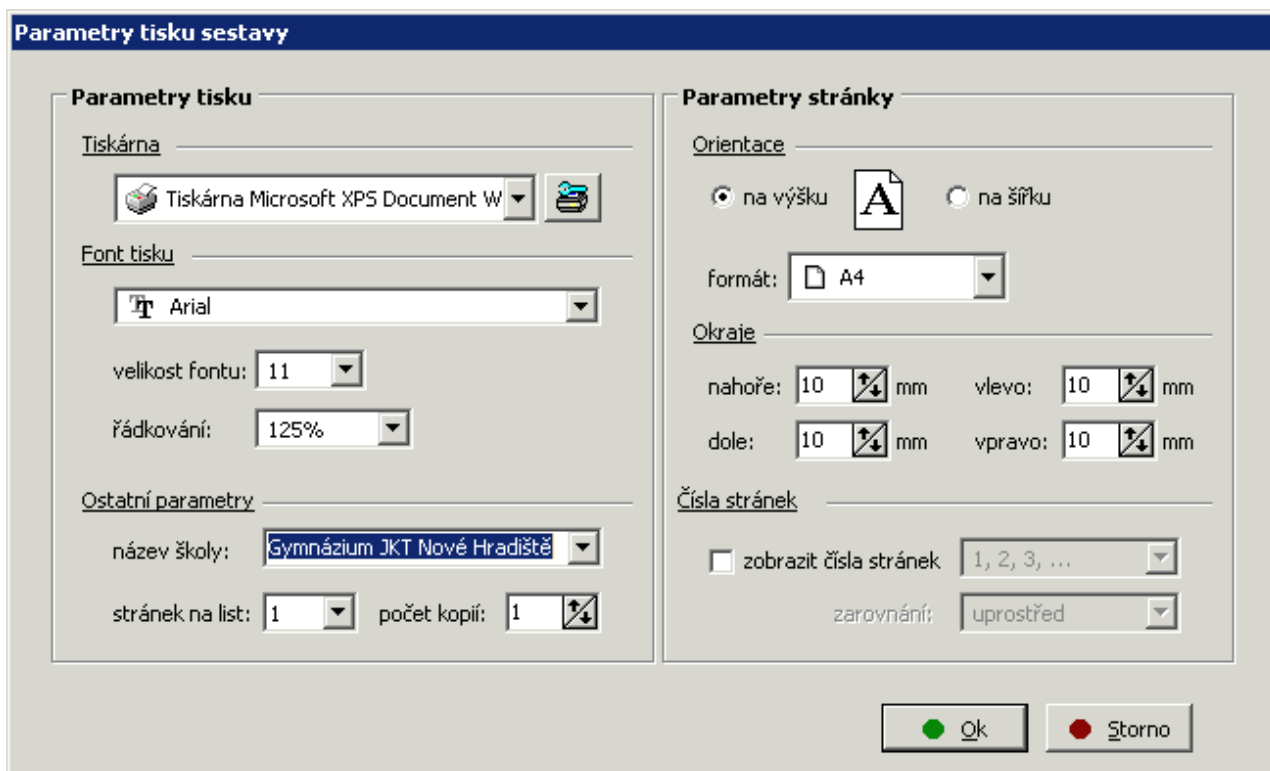 Parametry tisku sestavy
Parametry tisku
Tiskárna
Tiskárna Microsoft XPS Document W
Font tisku
Arial
velikost fontu: 11
řádkování: 125%
Ostatní parametry
název školy: Gymnázium JKT Nové Hradiště
stránek na list: 1 počet kopií: 1
Parametry stránky
Orientace
na výšku A na šířku
formát: A4
Okraje
nahoře: 10 mm vlevo: 10 mm
dole: 10 mm vpravo: 10 mm
Čísla stránek
zobrazit čísla stránek 1, 2, 3, ...
zarovnání: uprostřed
Ok Storno